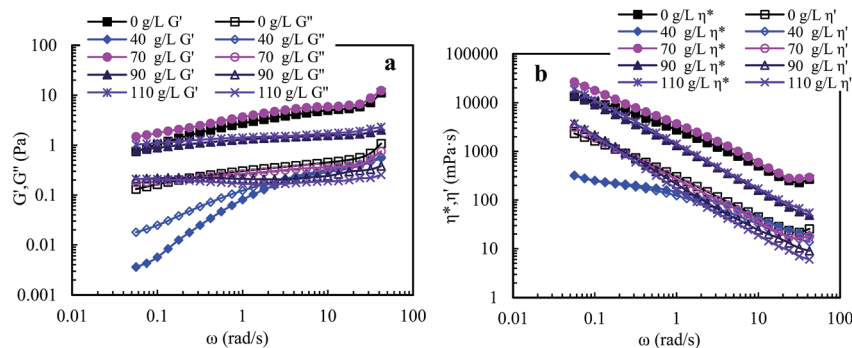 0 g/L G' 0 g/L G"
40 g/L G' 40 g/L G"
70 g/L G' 70 g/L G"
90 g/L G' 90 g/L G"
110 g/L G' 110 g/L G"
a
100
10
1
0.1
0.01
0.001
G',G" (Pa)
0.01 0.1 1 10 100
ω (rad/s)
0 g/L η* 0 g/L η'
40 g/L η* 40 g/L η'
70 g/L η* 70 g/L η'
90 g/L η* 90 g/L η'
110 g/L η* 110 g/L η'
b
100000
10000
1000
100
10
1
η*,η' (mPa·s)
0.01 0.1 1 10 100
ω (rad/s)